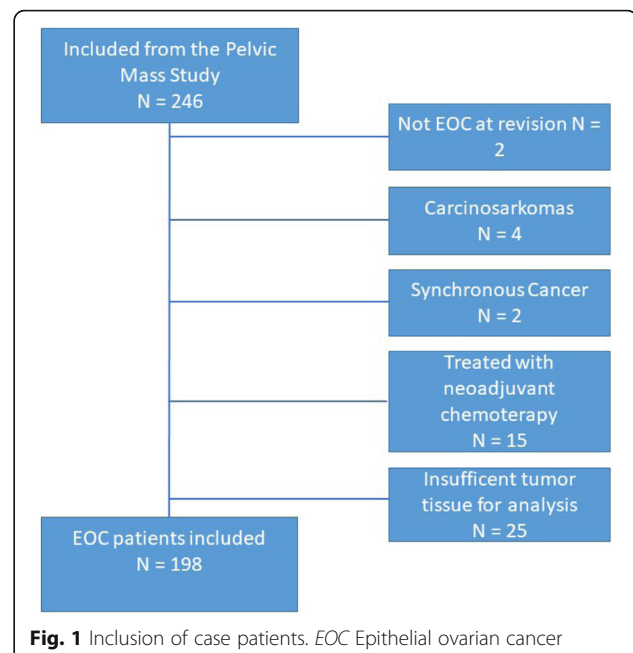 Included from the Pelvic
Mass Study
N = 246
Not EOC at revision N =
2
Carcinosarkomas
N = 4
Synchronous Cancer
N = 2
Treated with
neoadjuvant
chemoterapy
N = 15
Insufficent tumor
tissue for analysis
N = 25
EOC patients included
N = 198
Fig. 1 Inclusion of case patients. EOC Epithelial ovarian cancer